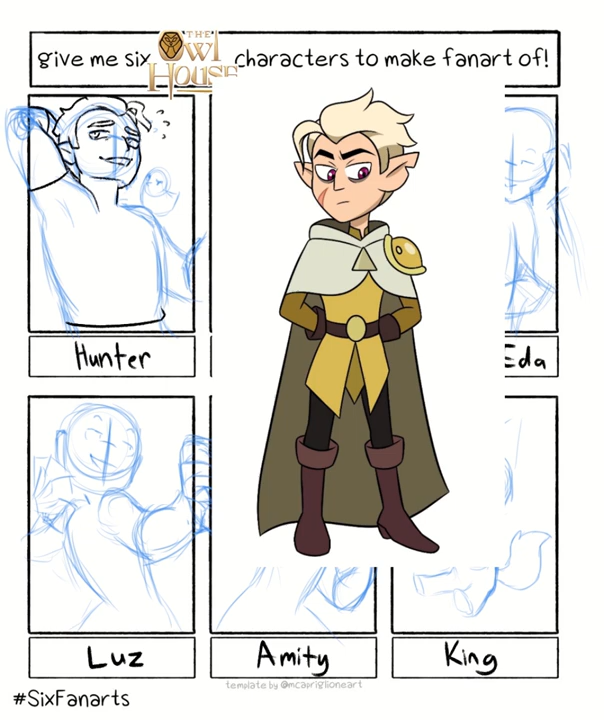 THE
OWL
HOUSE
give me six characters to make fanart of!
Hunter
Eda
Luz
Amity
King
template by @mcapriglioneart
#SixFanarts